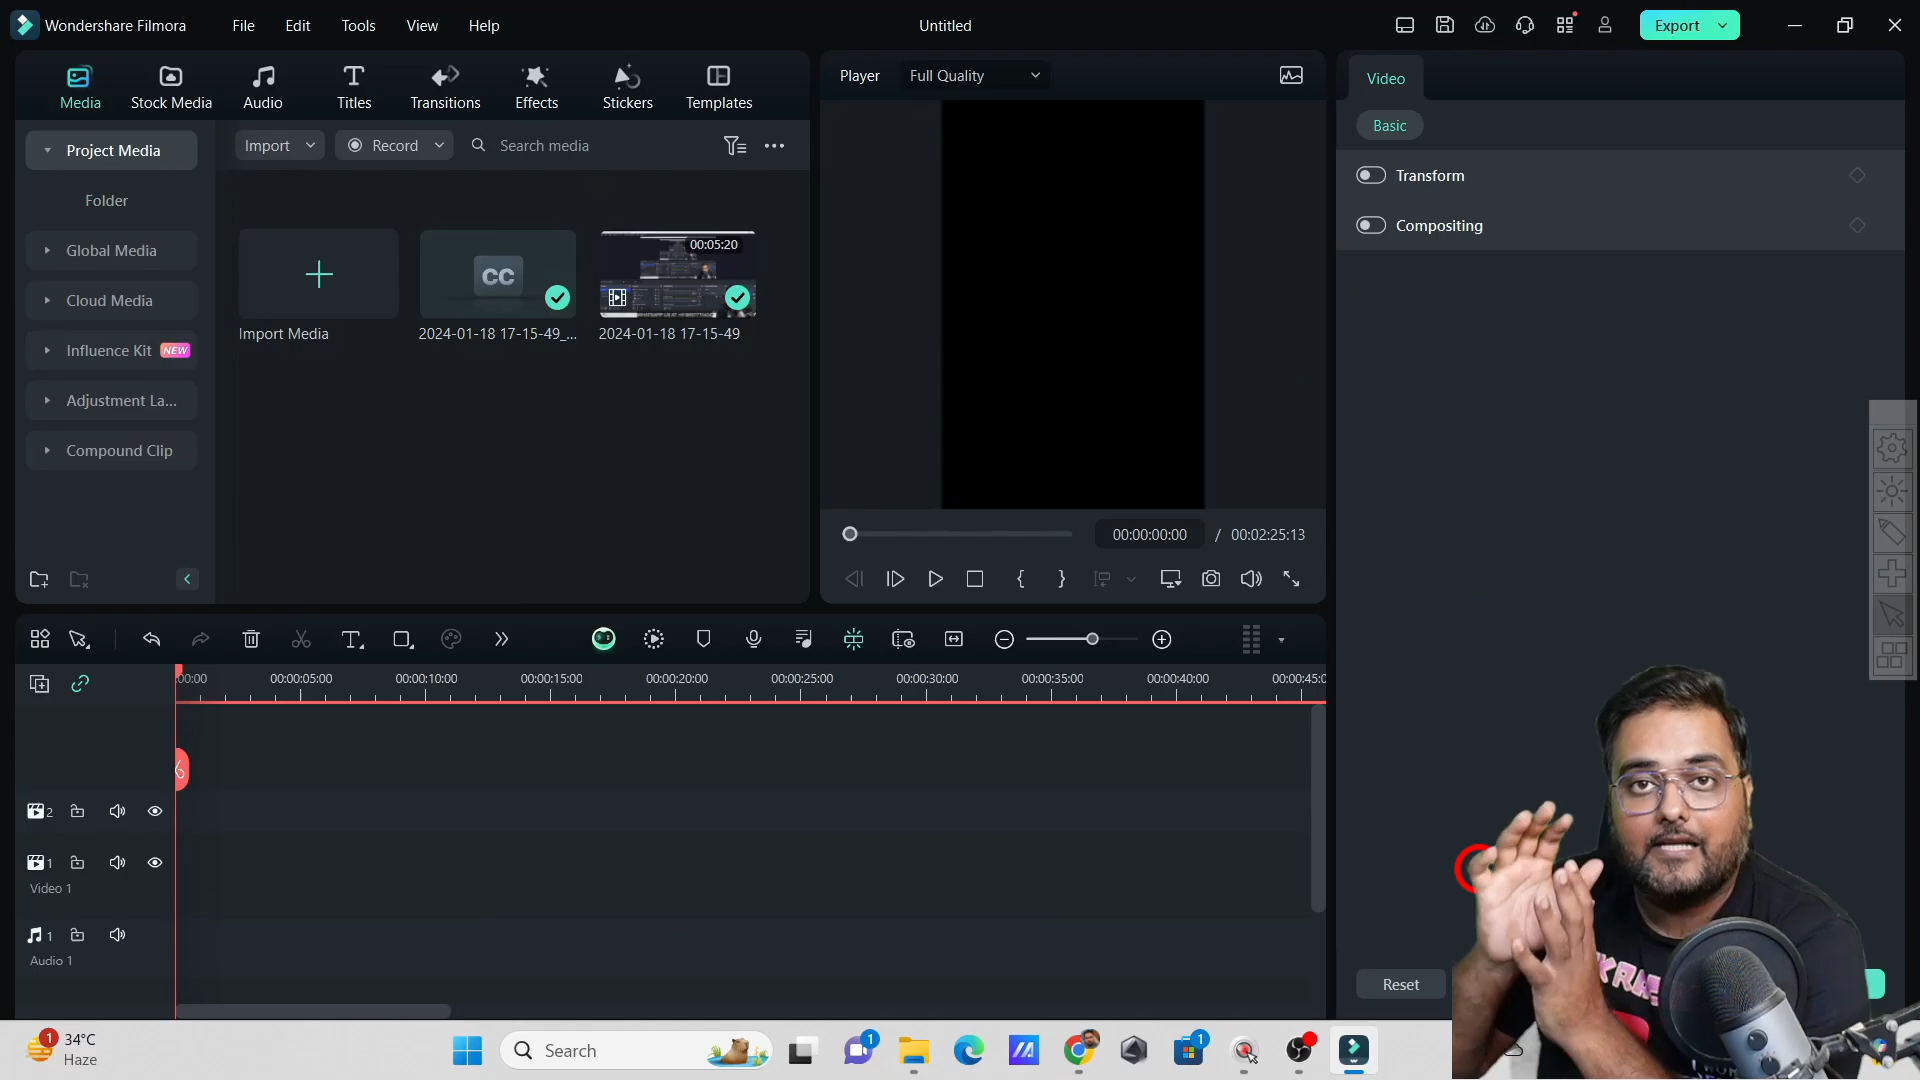 Wondershare Filmora File Edit Tools View Help Untitled Export
Media Stock Media Audio Titles Transitions Effects Stickers Templates
Player Full Quality
Video
Basic
Transform
Compositing
Project Media
Import Record Search media
Folder
Global Media
Cloud Media
Influence Kit NEW
Adjustment La...
Compound Clip
Import Media
CC
2024-01-18 17-15-49_...
00:05:20
2024-01-18 17-15-49
00:00:00:00 / 00:02:25:13
:00:00 00:00:05:00 00:00:10:00 00:00:15:00 00:00:20:00 00:00:25:00 00:00:30:00 00:00:35:00 00:00:40:00 00:00:45:0
2
1
Video 1
1
Audio 1
Reset
1 34°C
Haze
Search
1
1